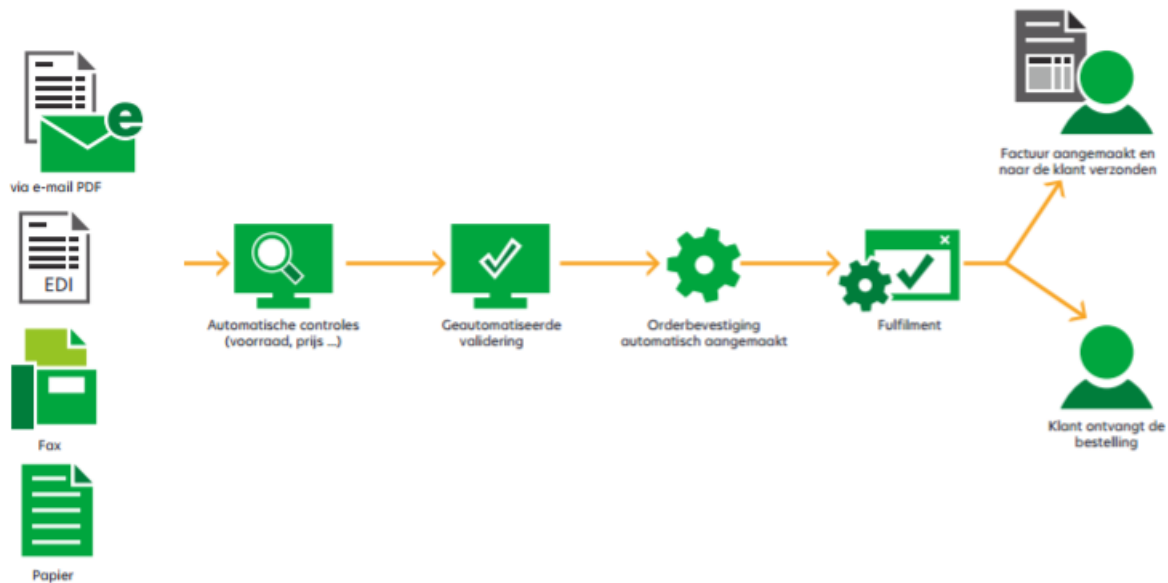 e
via e-mail PDF
EDI
Fax
Papier
Automatische controles
(voorraad, prijs ...)
Geautomatiseerde
validering
Orderbevestiging
automatisch aangemaakt
Fulfilment
Factuur aangemaakt en
naar de klant verzonden
Klant ontvangt de
bestelling